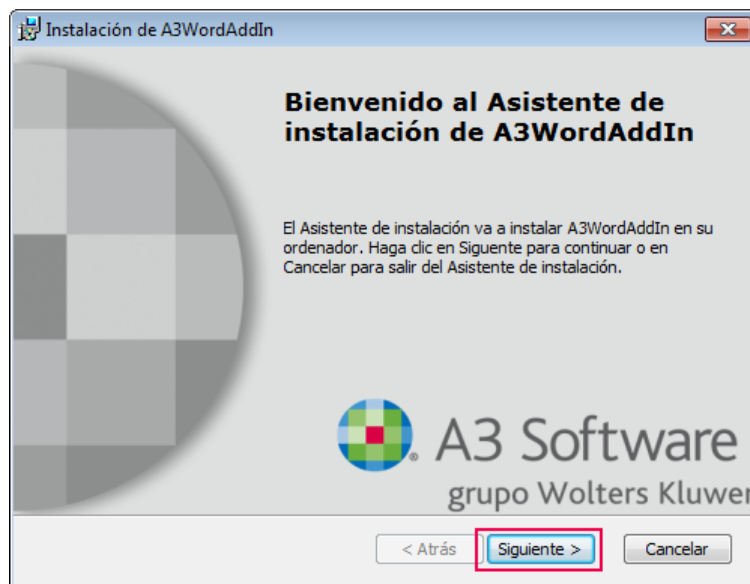 Instalación de A3WordAddIn
Bienvenido al Asistente de
instalación de A3WordAddIn
El Asistente de instalación va a instalar A3WordAddIn en su
ordenador. Haga clic en Siguente para continuar o en
Cancelar para salir del Asistente de instalación.
A3 Software
grupo Wolters Kluwer
< Atrás
Siguiente >
Cancelar